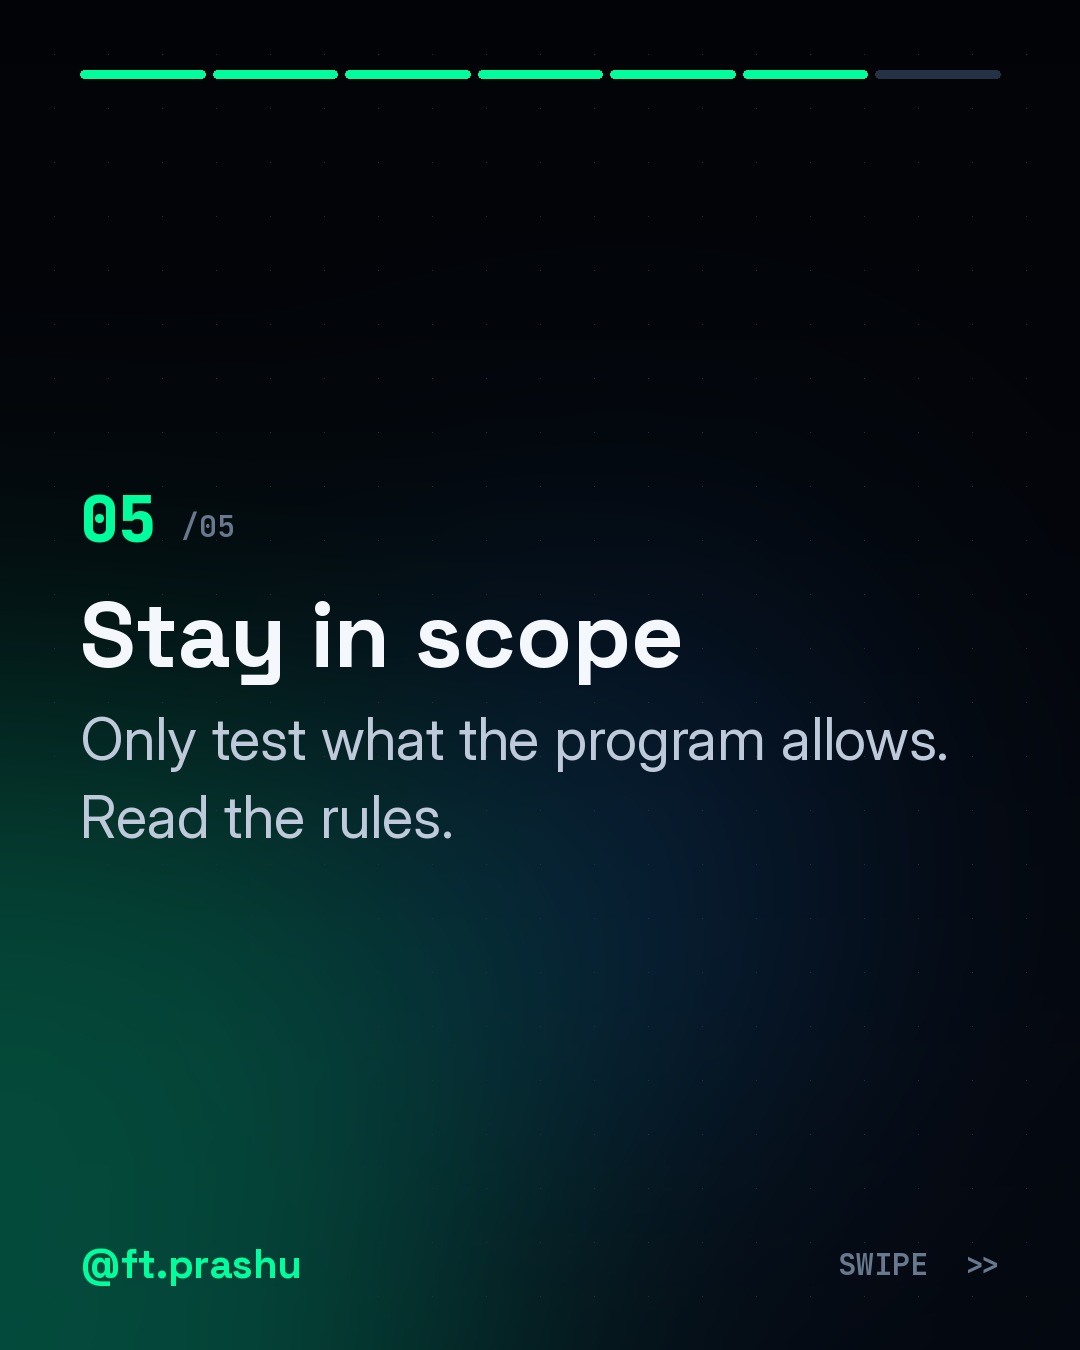 05 /05
Stay in scope
Only test what the program allows.
Read the rules.
@ft.prashu
SWIPE >>